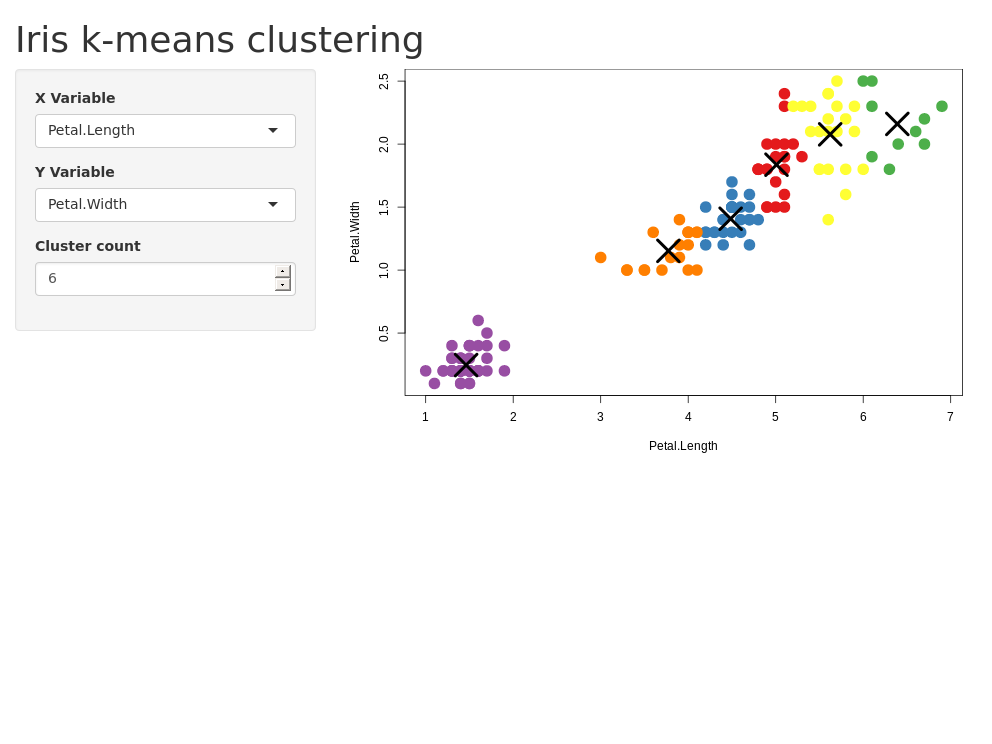 Iris k-means clustering
X Variable
Petal.Length
Y Variable
Petal.Width
Cluster count
6
Petal.Width
2.5
2.0
1.5
1.0
0.5
1 2 3 4 5 6 7
Petal.Length